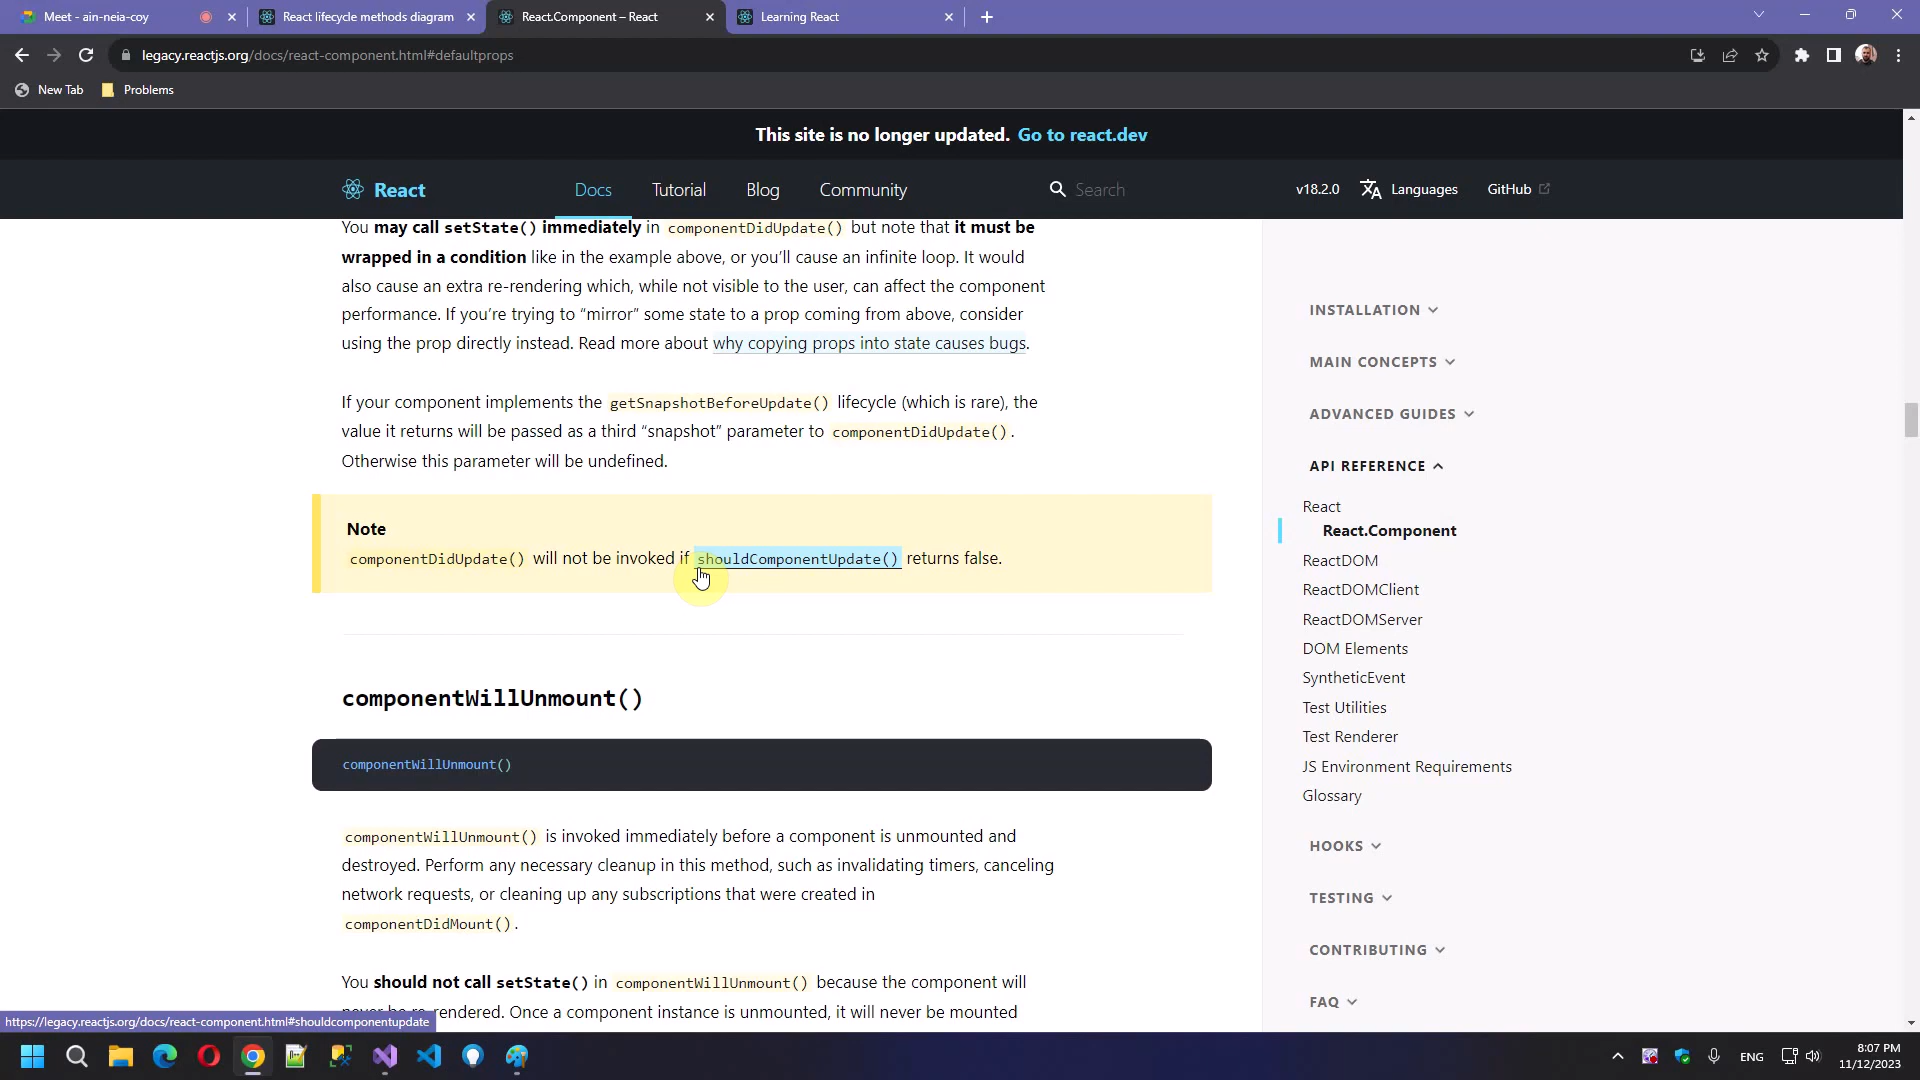 Meet - ain-neia-coy
React lifecycle methods diagram
React.Component – React
Learning React
legacy.reactjs.org/docs/react-component.html#defaultprops
New Tab
Problems
This site is no longer updated. Go to react.dev
React
Docs
Tutorial
Blog
Community
Search
v18.2.0
Languages
GitHub
You may call setState() immediately in componentDidUpdate() but note that it must be
wrapped in a condition like in the example above, or you’ll cause an infinite loop. It would
also cause an extra re-rendering which, while not visible to the user, can affect the component
performance. If you’re trying to “mirror” some state to a prop coming from above, consider
using the prop directly instead. Read more about why copying props into state causes bugs.
If your component implements the getSnapshotBeforeUpdate() lifecycle (which is rare), the
value it returns will be passed as a third “snapshot” parameter to componentDidUpdate().
Otherwise this parameter will be undefined.
Note
componentDidUpdate() will not be invoked if shouldComponentUpdate() returns false.
componentWillUnmount()
componentWillUnmount()
componentWillUnmount() is invoked immediately before a component is unmounted and
destroyed. Perform any necessary cleanup in this method, such as invalidating timers, canceling
network requests, or cleaning up any subscriptions that were created in
componentDidMount().
You should not call setState() in componentWillUnmount() because the component will
never be re-rendered. Once a component instance is unmounted, it will never be mounted
INSTALLATION
MAIN CONCEPTS
ADVANCED GUIDES
API REFERENCE
React
React.Component
ReactDOM
ReactDOMClient
ReactDOMServer
DOM Elements
SyntheticEvent
Test Utilities
Test Renderer
JS Environment Requirements
Glossary
HOOKS
TESTING
CONTRIBUTING
FAQ
https://legacy.reactjs.org/docs/react-component.html#shouldcomponentupdate
ENG
8:07 PM
11/12/2023